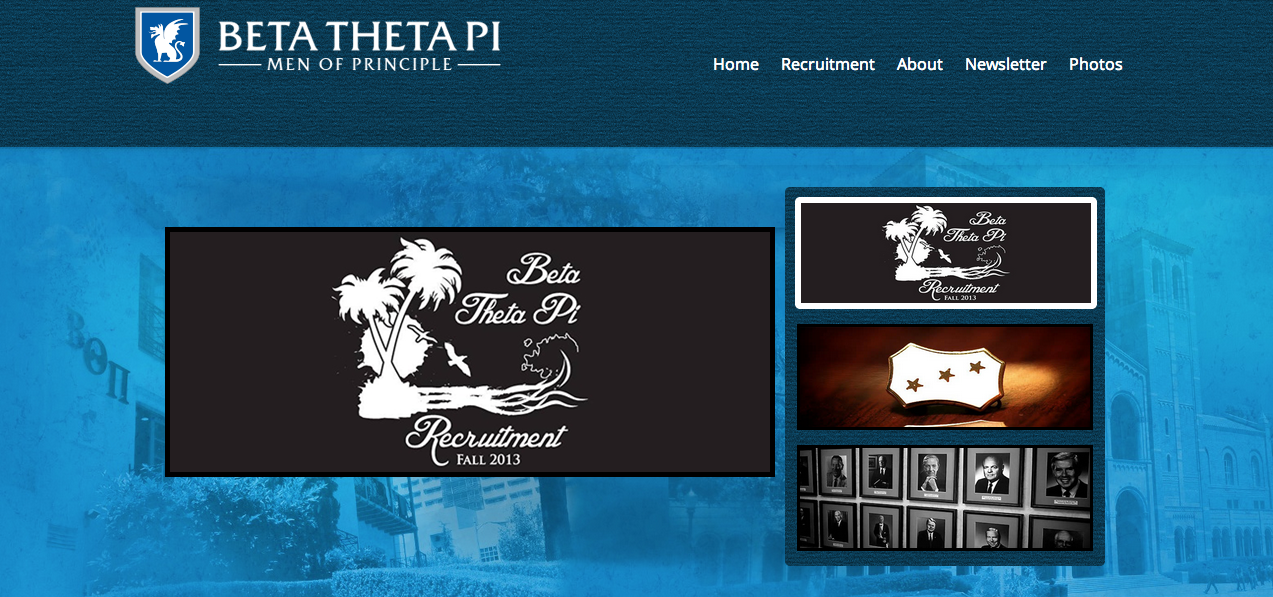 BETA THETA PI
MEN OF PRINCIPLE
Home Recruitment About Newsletter Photos
ΒΘΠ
Beta
Theta Pi
Recruitment
FALL 2013
Beta
Theta Pi
Recruitment
FALL 2013